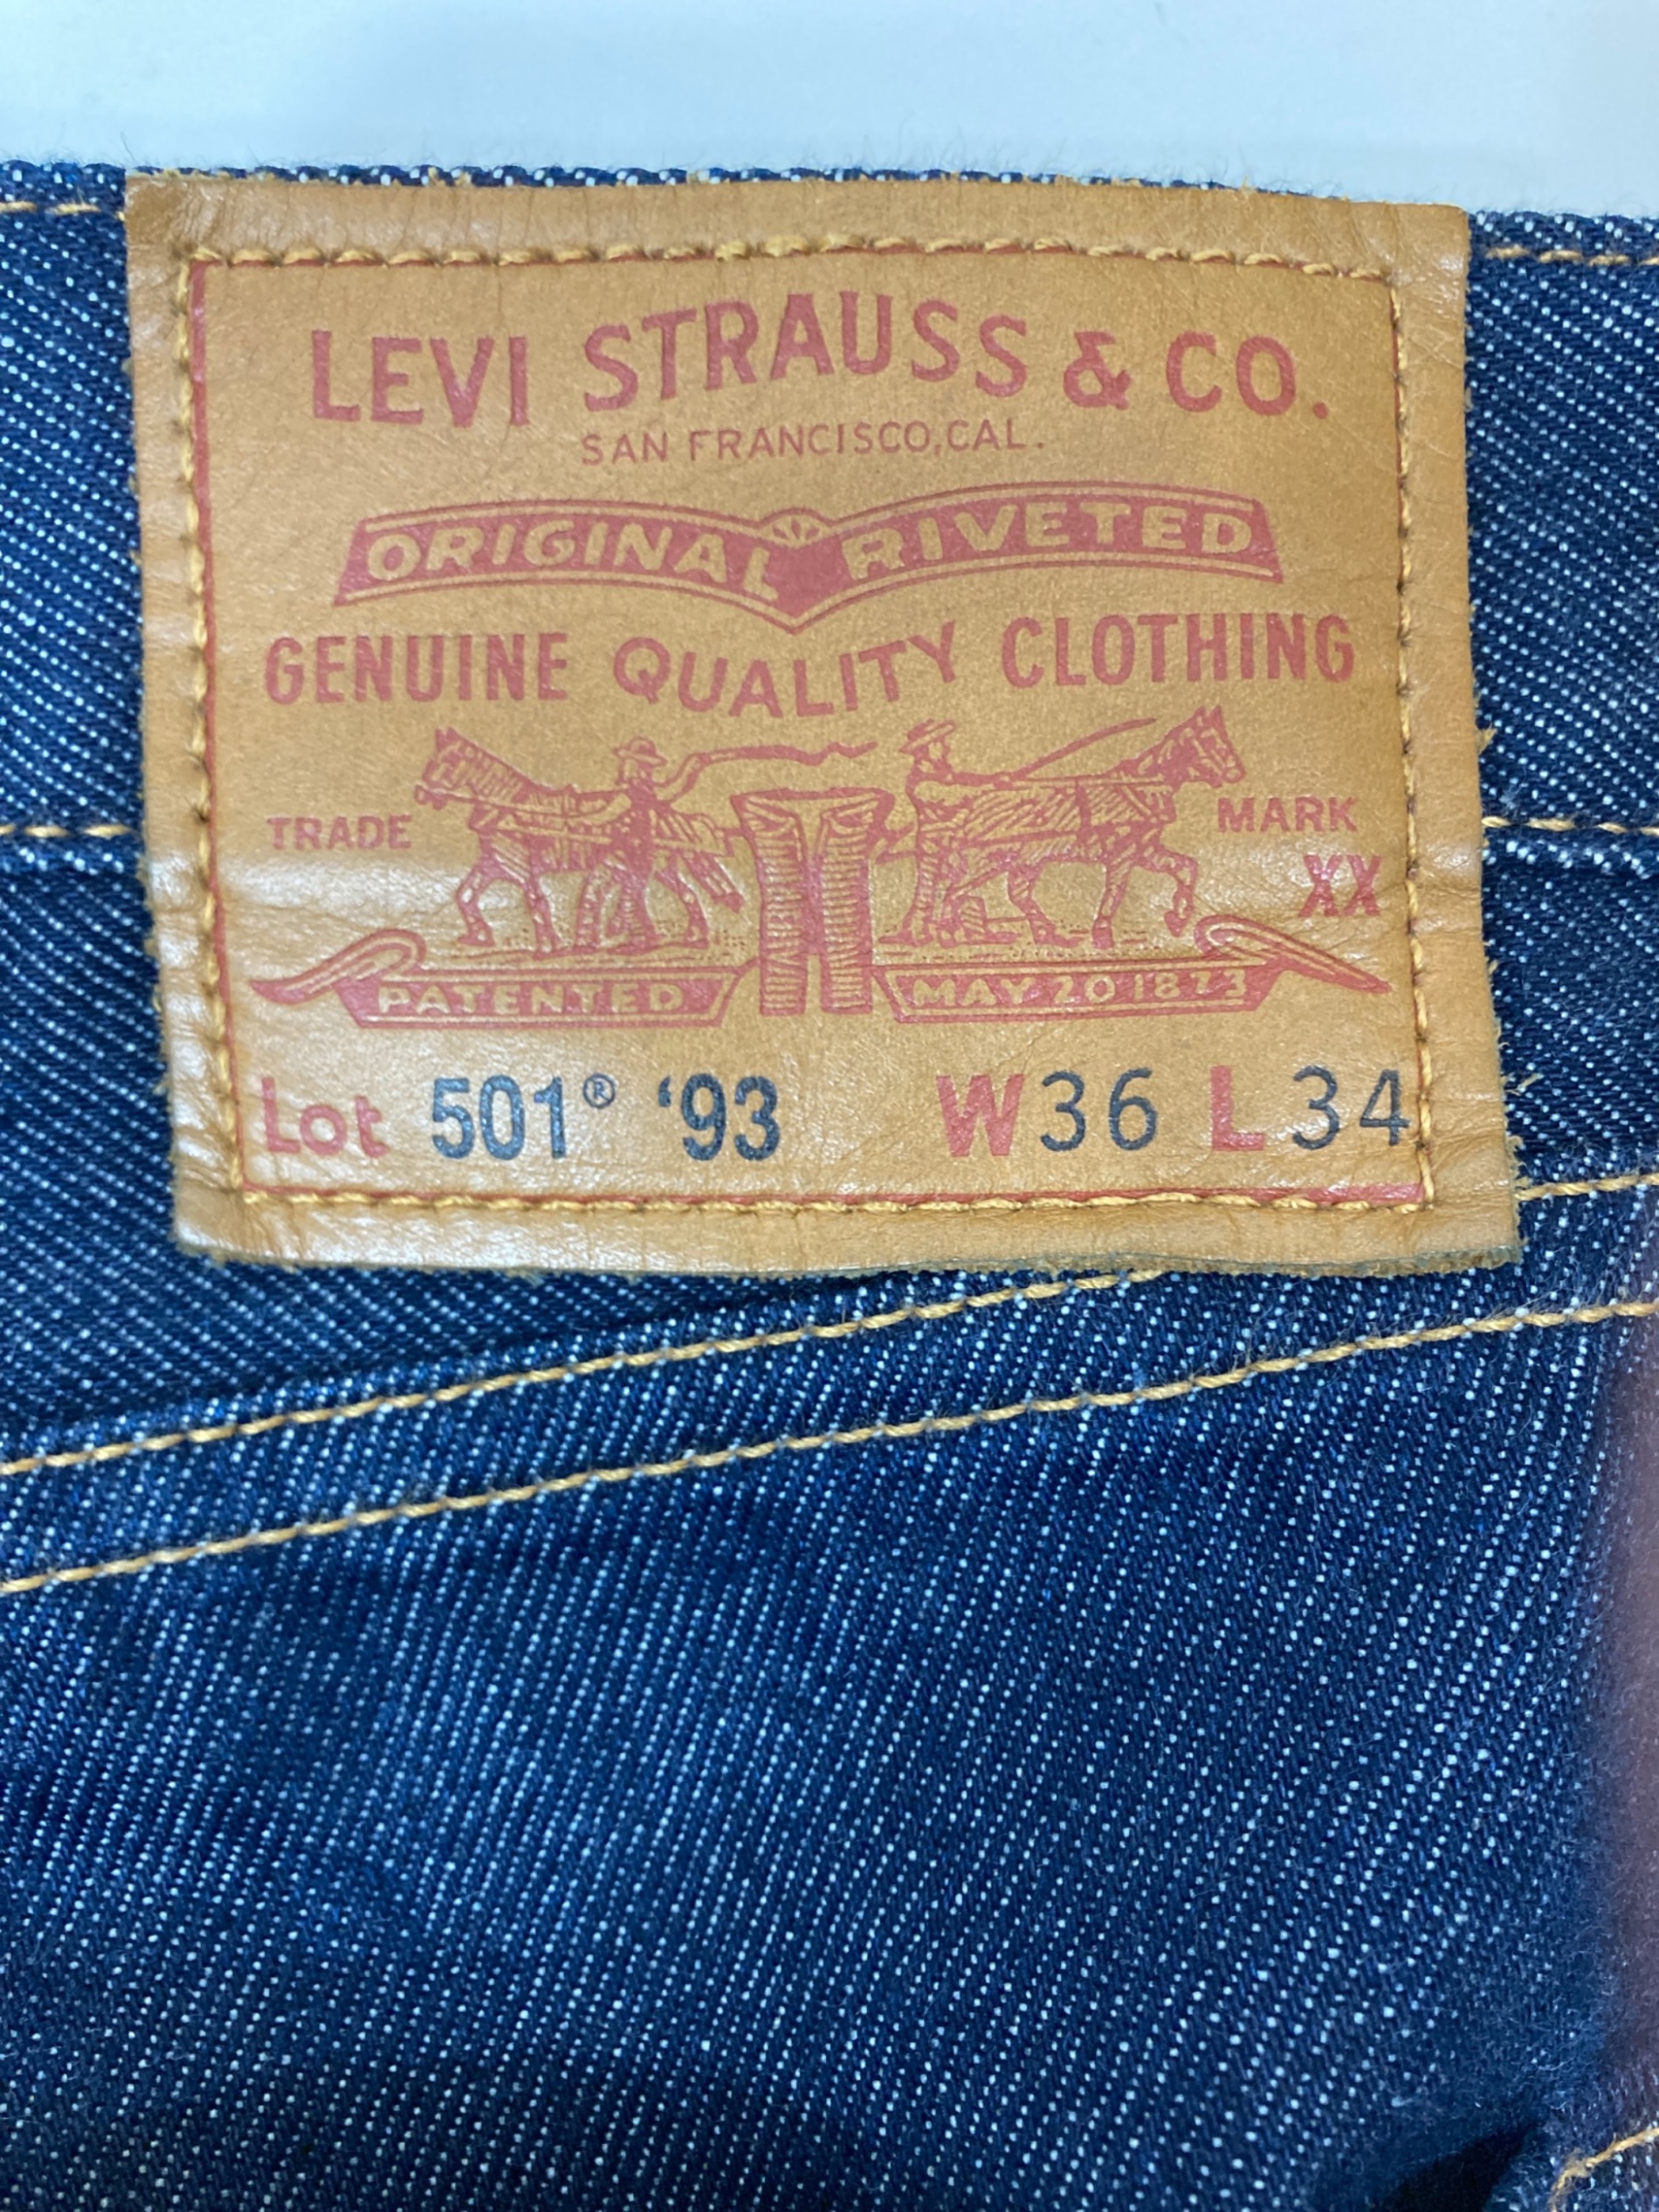 LEVI STRAUSS & CO.
SAN FRANCISCO, CAL.
ORIGINAL RIVETED
GENUINE QUALITY CLOTHING
TRADE MARK
XX
PATENTED MAY 20 1873
Lot 501® '93 W36 L34